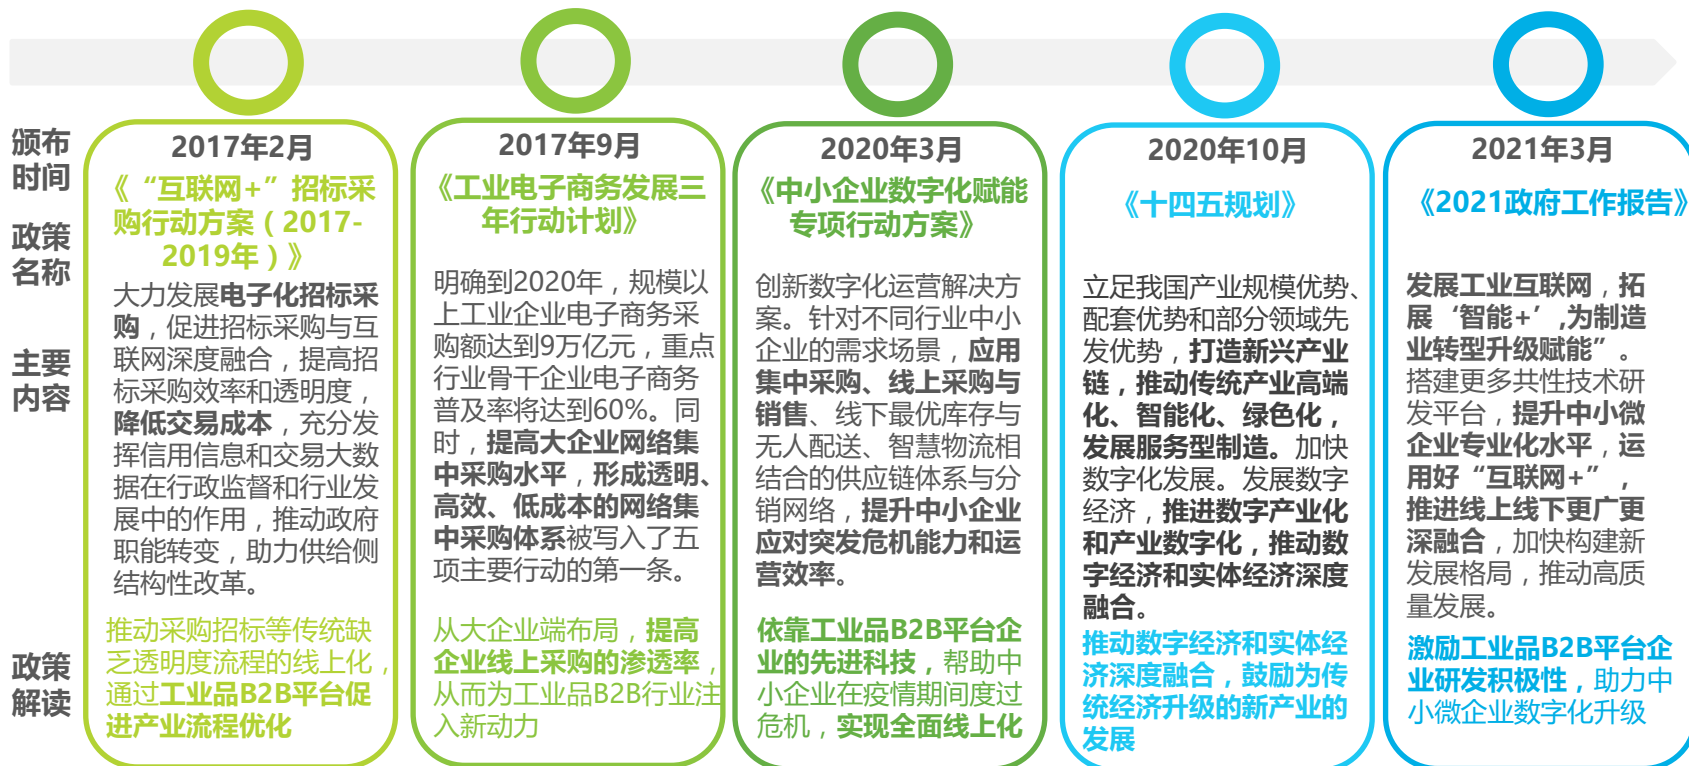 颁布
时间
政策
名称
主要
内容
政策
解读
2017年2月
《“互联网+”招标采
购行动方案（2017-
2019年）》
大力发展电子化招标采
购，促进招标采购与互
联网深度融合，提高招
标采购效率和透明度，
降低交易成本，充分发
挥信用信息和交易大数
据在行政监督和行业发
展中的作用，推动政府
职能转变，助力供给侧
结构性改革。
推动采购招标等传统缺
乏透明度流程的线上化，
通过工业品B2B平台促
进产业流程优化
2017年9月
《工业电子商务发展三
年行动计划》
明确到2020年，规模以
上工业企业电子商务采
购额达到9万亿元，重点
行业骨干企业电子商务
普及率将达到60%。同
时，提高大企业网络集
中采购水平，形成透明、
高效、低成本的网络集
中采购体系被写入了五
项主要行动的第一条。
从大企业端布局，提高
企业线上采购的渗透率，
从而为工业品B2B行业注
入新动力
2020年3月
《中小企业数字化赋能
专项行动方案》
创新数字化运营解决方
案。针对不同行业中小
企业的需求场景，应用
集中采购、线上采购与
销售、线下最优库存与
无人配送、智慧物流相
结合的供应链体系与分
销网络，提升中小企业
应对突发危机能力和运
营效率。
依靠工业品B2B平台企
业的先进科技，帮助中
小企业在疫情期间度过
危机，实现全面线上化
2020年10月
《十四五规划》
立足我国产业规模优势、
配套优势和部分领域先
发优势，打造新兴产业
链，推动传统产业高端
化、智能化、绿色化，
发展服务型制造。加快
数字化发展。发展数字
经济，推进数字产业化
和产业数字化，推动数
字经济和实体经济深度
融合。
推动数字经济和实体经
济深度融合，鼓励为传
统经济升级的新产业的
发展
2021年3月
《2021政府工作报告》
发展工业互联网，拓
展‘智能+’,为制造
业转型升级赋能”。
搭建更多共性技术研
发平台，提升中小微
企业专业化水平，运
用好“互联网+”，
推进线上线下更广更
深融合，加快构建新
发展格局，推动高质
量发展。
激励工业品B2B平台企
业研发积极性，助力中
小微企业数字化升级